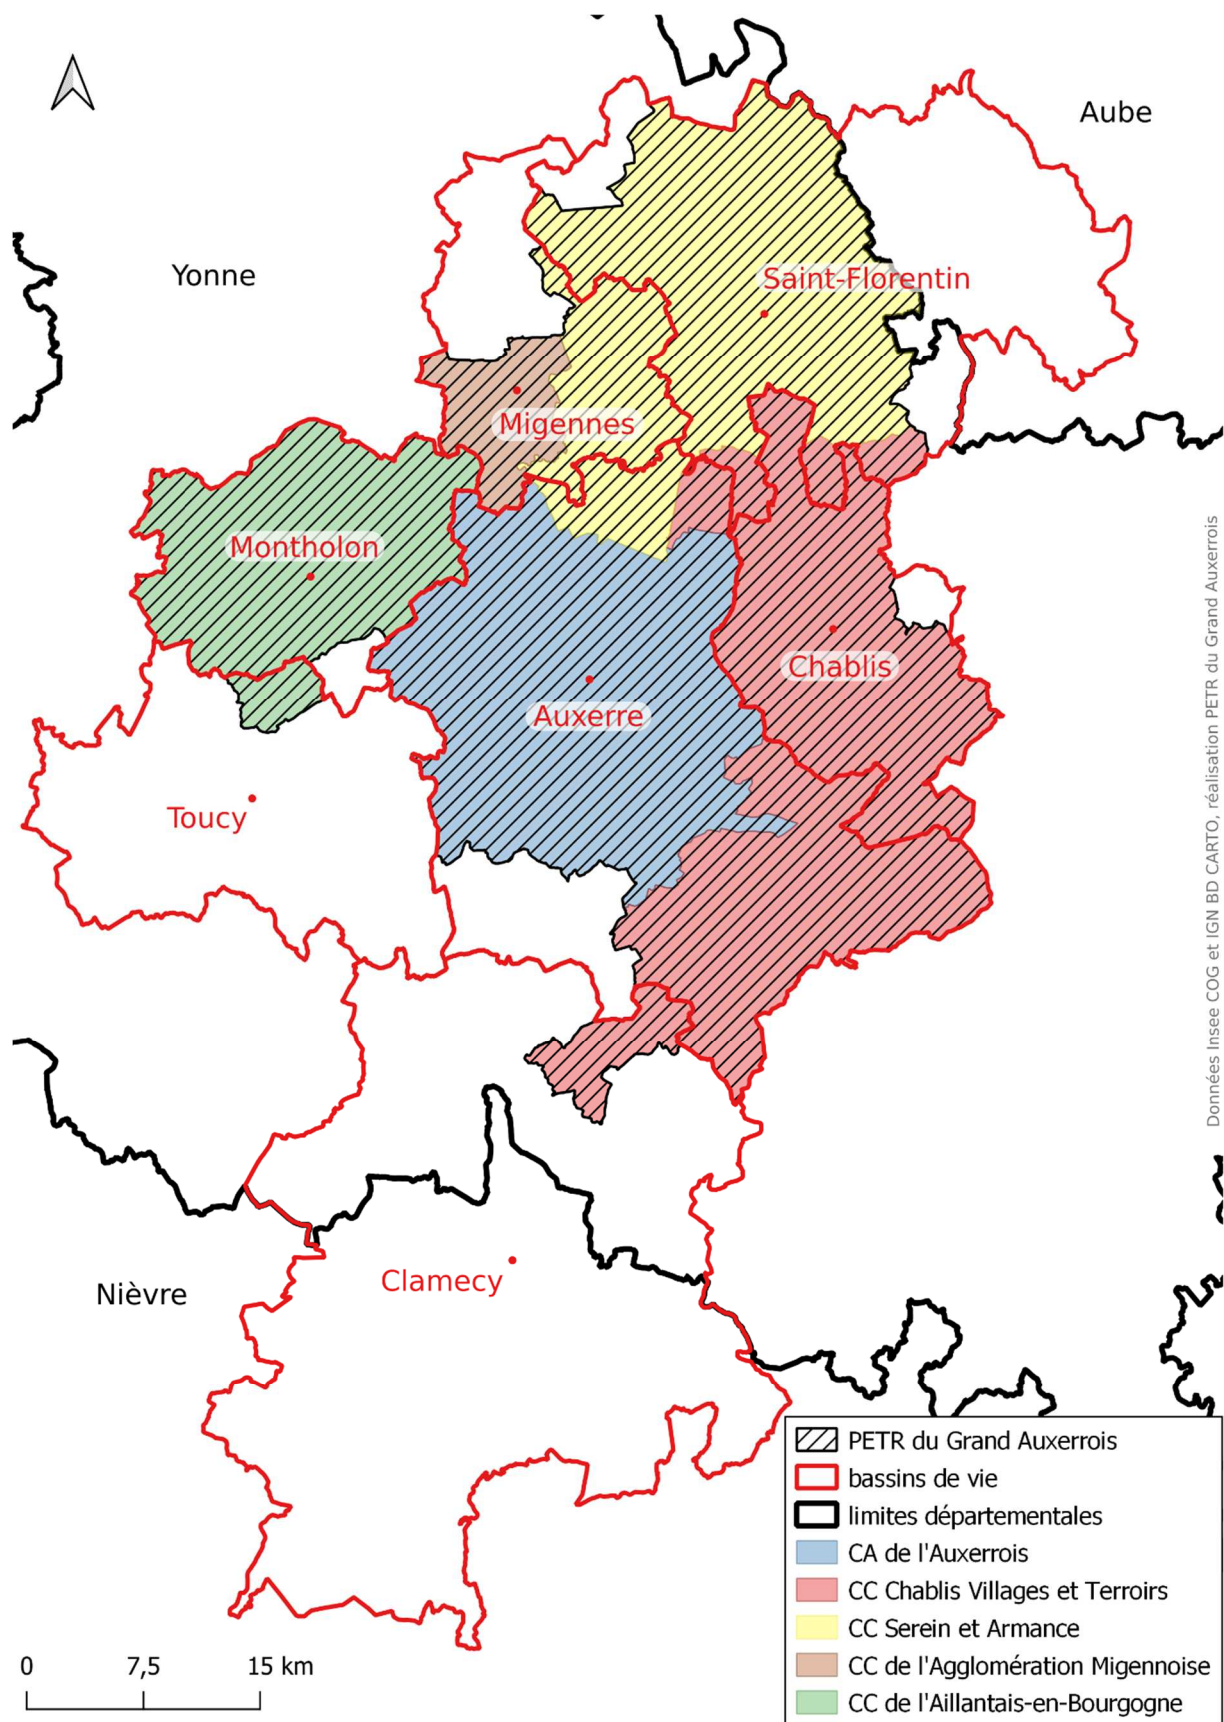 Aube
Yonne
Saint-Florentin
Migennes
Montholon
Chablis
Auxerre
Toucy
Clamecy
Nièvre
Données Insee COG et IGN BD CARTO, réalisation PETR du Grand Auxerrois
PETR du Grand Auxerrois
bassins de vie
limites départementales
CA de l'Auxerrois
CC Chablis Villages et Terroirs
CC Serein et Armance
CC de l'Agglomération Migennoise
CC de l'Aillantais-en-Bourgogne
0 7,5 15 km